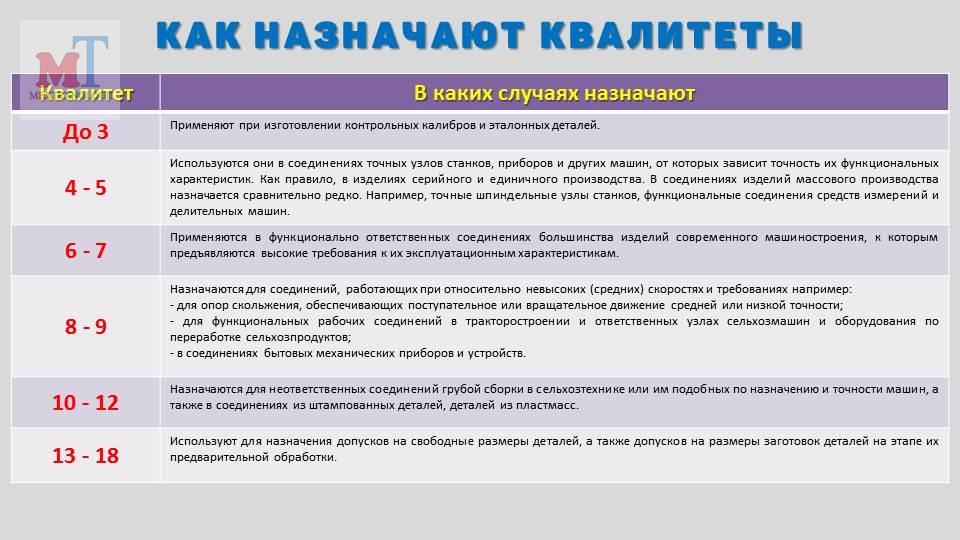 КАК НАЗНАЧАЮТ КВАЛИТЕТЫ
МТ
Квалитет
В каких случаях назначают
До 3
Применяют при изготовлении контрольных калибров и эталонных деталей.
4 - 5
Используются они в соединениях точных узлов станков, приборов и других машин, от которых зависит точность их функциональных
характеристик. Как правило, в изделиях серийного и единичного производства. В соединениях изделий массового производства
назначается сравнительно редко. Например, точные шпиндельные узлы станков, функциональные соединения средств измерений и
делительных машин.
6 - 7
Применяются в функционально ответственных соединениях большинства изделий современного машиностроения, к которым
предъявляются высокие требования к их эксплуатационным характеристикам.
8 - 9
Назначаются для соединений, работающих при относительно невысоких (средних) скоростях и требованиях например:
- для опор скольжения, обеспечивающих поступательное или вращательное движение средней или низкой точности;
- для функциональных рабочих соединений в тракторостроении и ответственных узлах сельхозмашин и оборудования по
переработке сельхозпродуктов;
- в соединениях бытовых механических приборов и устройств.
10 - 12
Назначаются для неответственных соединений грубой сборки в сельхозтехнике или им подобных по назначению и точности машин, а
также в соединениях из штампованных деталей, деталей из пластмасс.
13 - 18
Используют для назначения допусков на свободные размеры деталей, а также допусков на размеры заготовок деталей на этапе их
предварительной обработки.